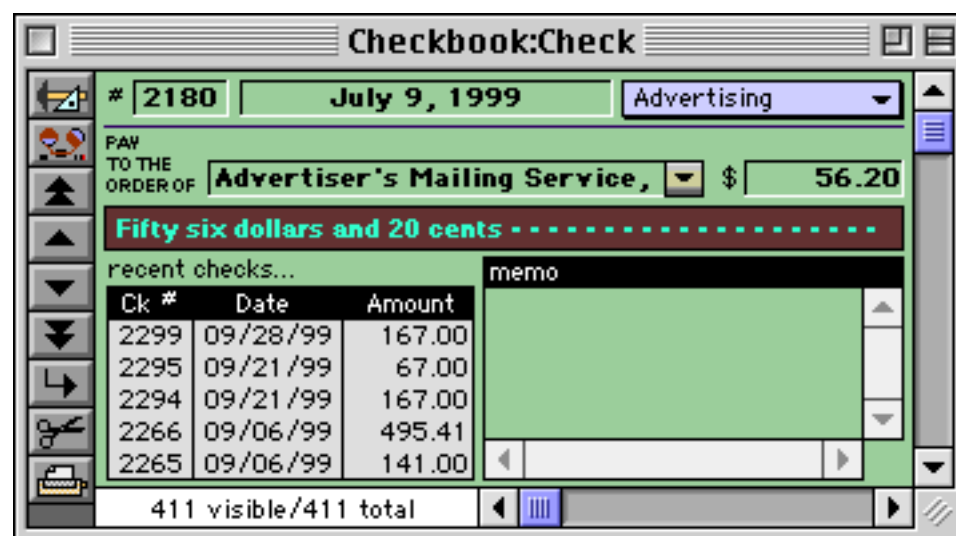 Checkbook:Check
# 2180 July 9, 1999 Advertising
PAY
TO THE
ORDER OF Advertiser's Mailing Service, $ 56.20
Fifty six dollars and 20 cents - - - - - - - - - - - - - - - - - - - -
recent checks... memo
Ck # Date Amount
2299 09/28/99 167.00
2295 09/21/99 67.00
2294 09/21/99 167.00
2266 09/06/99 495.41
2265 09/06/99 141.00
411 visible/411 total